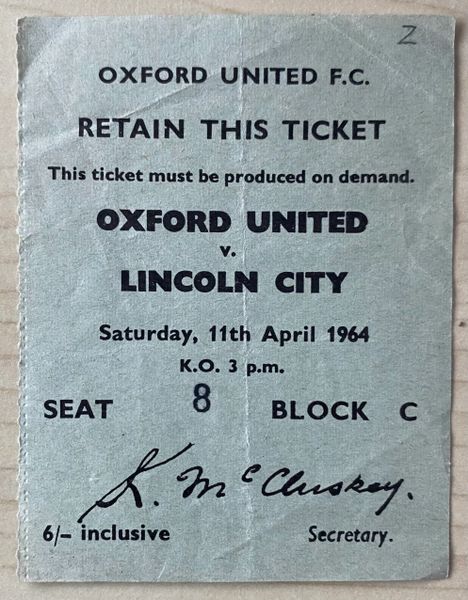 Z
OXFORD UNITED F.C.
RETAIN THIS TICKET
This ticket must be produced on demand.
OXFORD UNITED
v.
LINCOLN CITY
Saturday, 11th April 1964
K.O. 3 p.m.
SEAT 8 BLOCK C
K. McCluskey.
6/- inclusive Secretary.